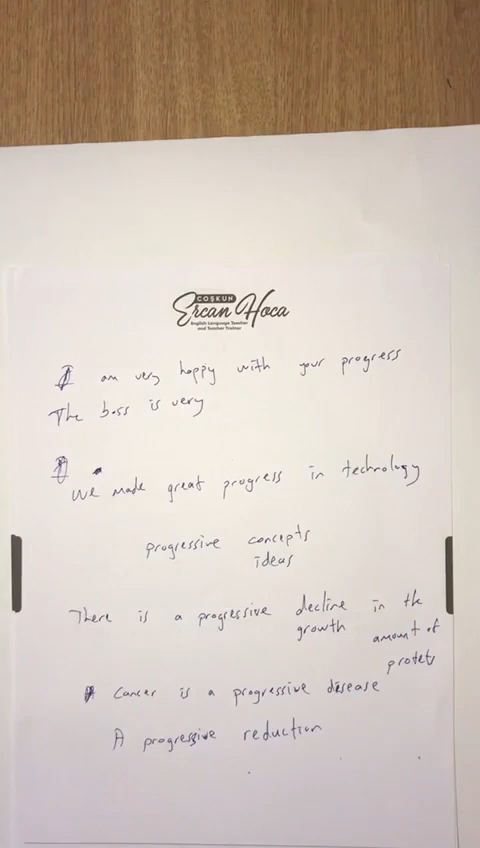 COŞKUN
Ercan Hoca
English Language Teacher
and Teacher Trainer
I am very happy with your progress
The boss is very
We made great progress in technology
progressive concepts
ideas
There is a progressive decline in the
growth amount of
Cancer is a progressive disease
A progressive reduction